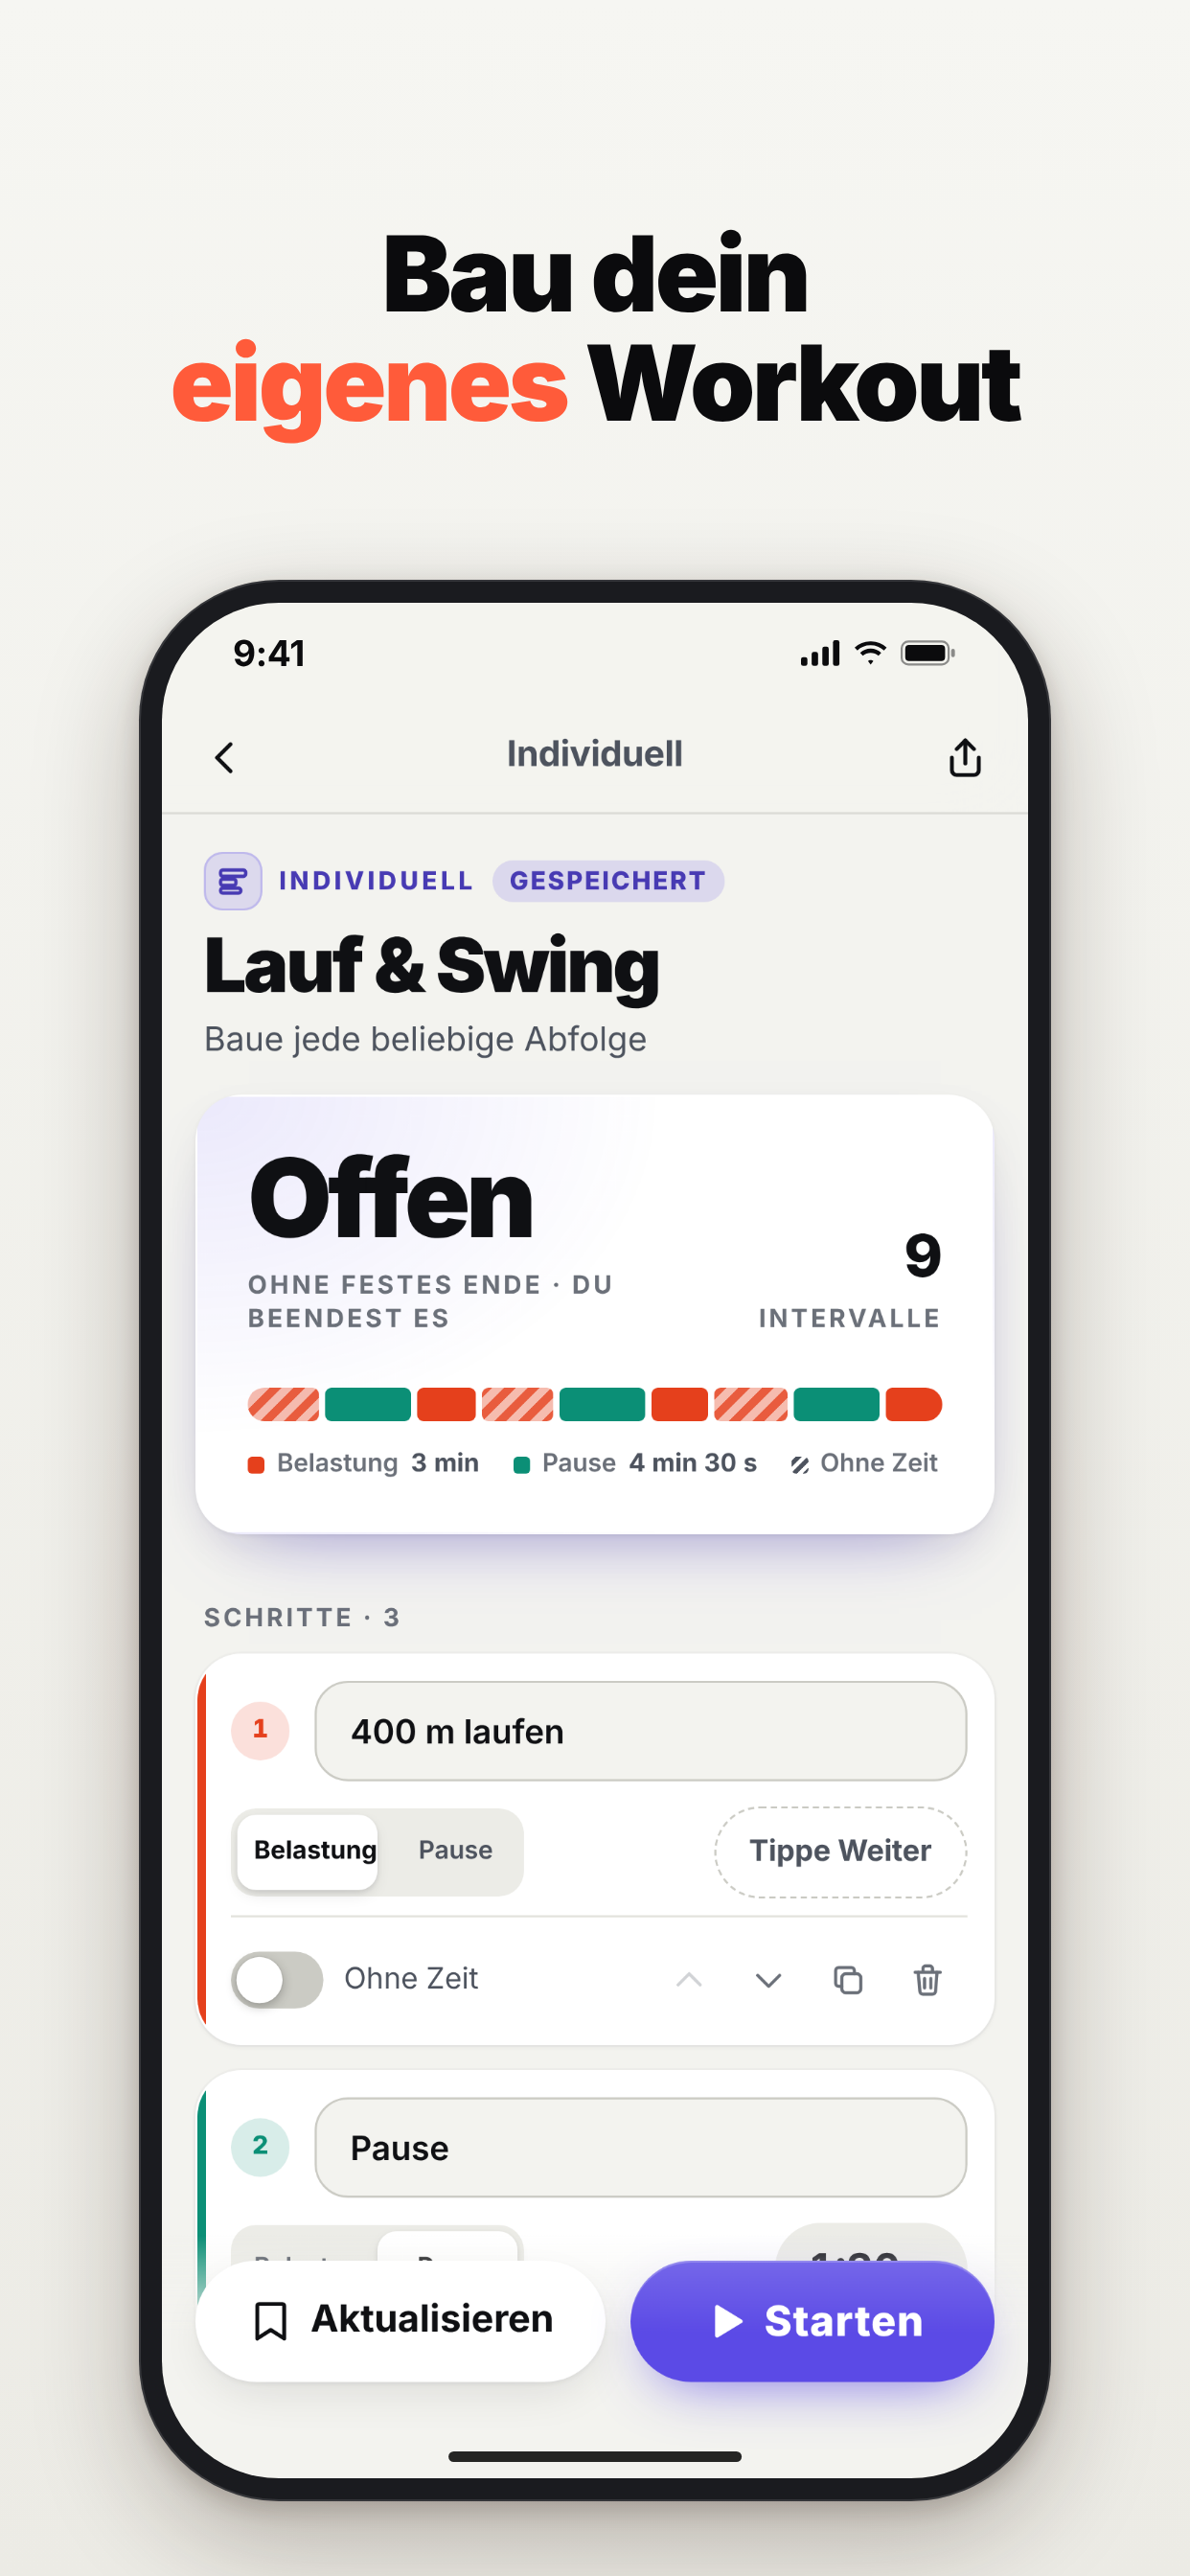 Bau dein
eigenes Workout
9:41
Individuell
INDIVIDUELL GESPEICHERT
Lauf & Swing
Baue jede beliebige Abfolge
Offen
OHNE FESTES ENDE · DU
BEENDEST ES
9
INTERVALLE
Belastung 3 min Pause 4 min 30 s Ohne Zeit
SCHRITTE · 3
1 400 m laufen
Belastung Pause Tippe Weiter
Ohne Zeit
2 Pause
Aktualisieren Starten